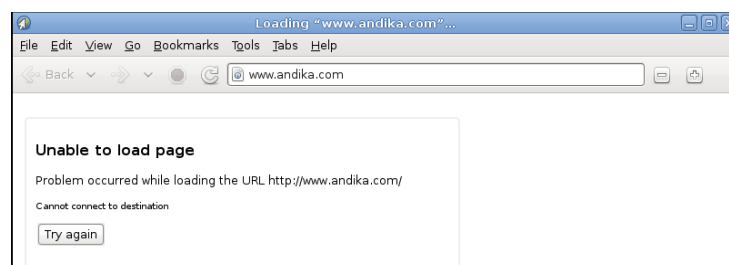 Loading “www.andika.com”...
File Edit View Go Bookmarks Tools Tabs Help
Back www.andika.com
Unable to load page
Problem occurred while loading the URL http://www.andika.com/
Cannot connect to destination
Try again